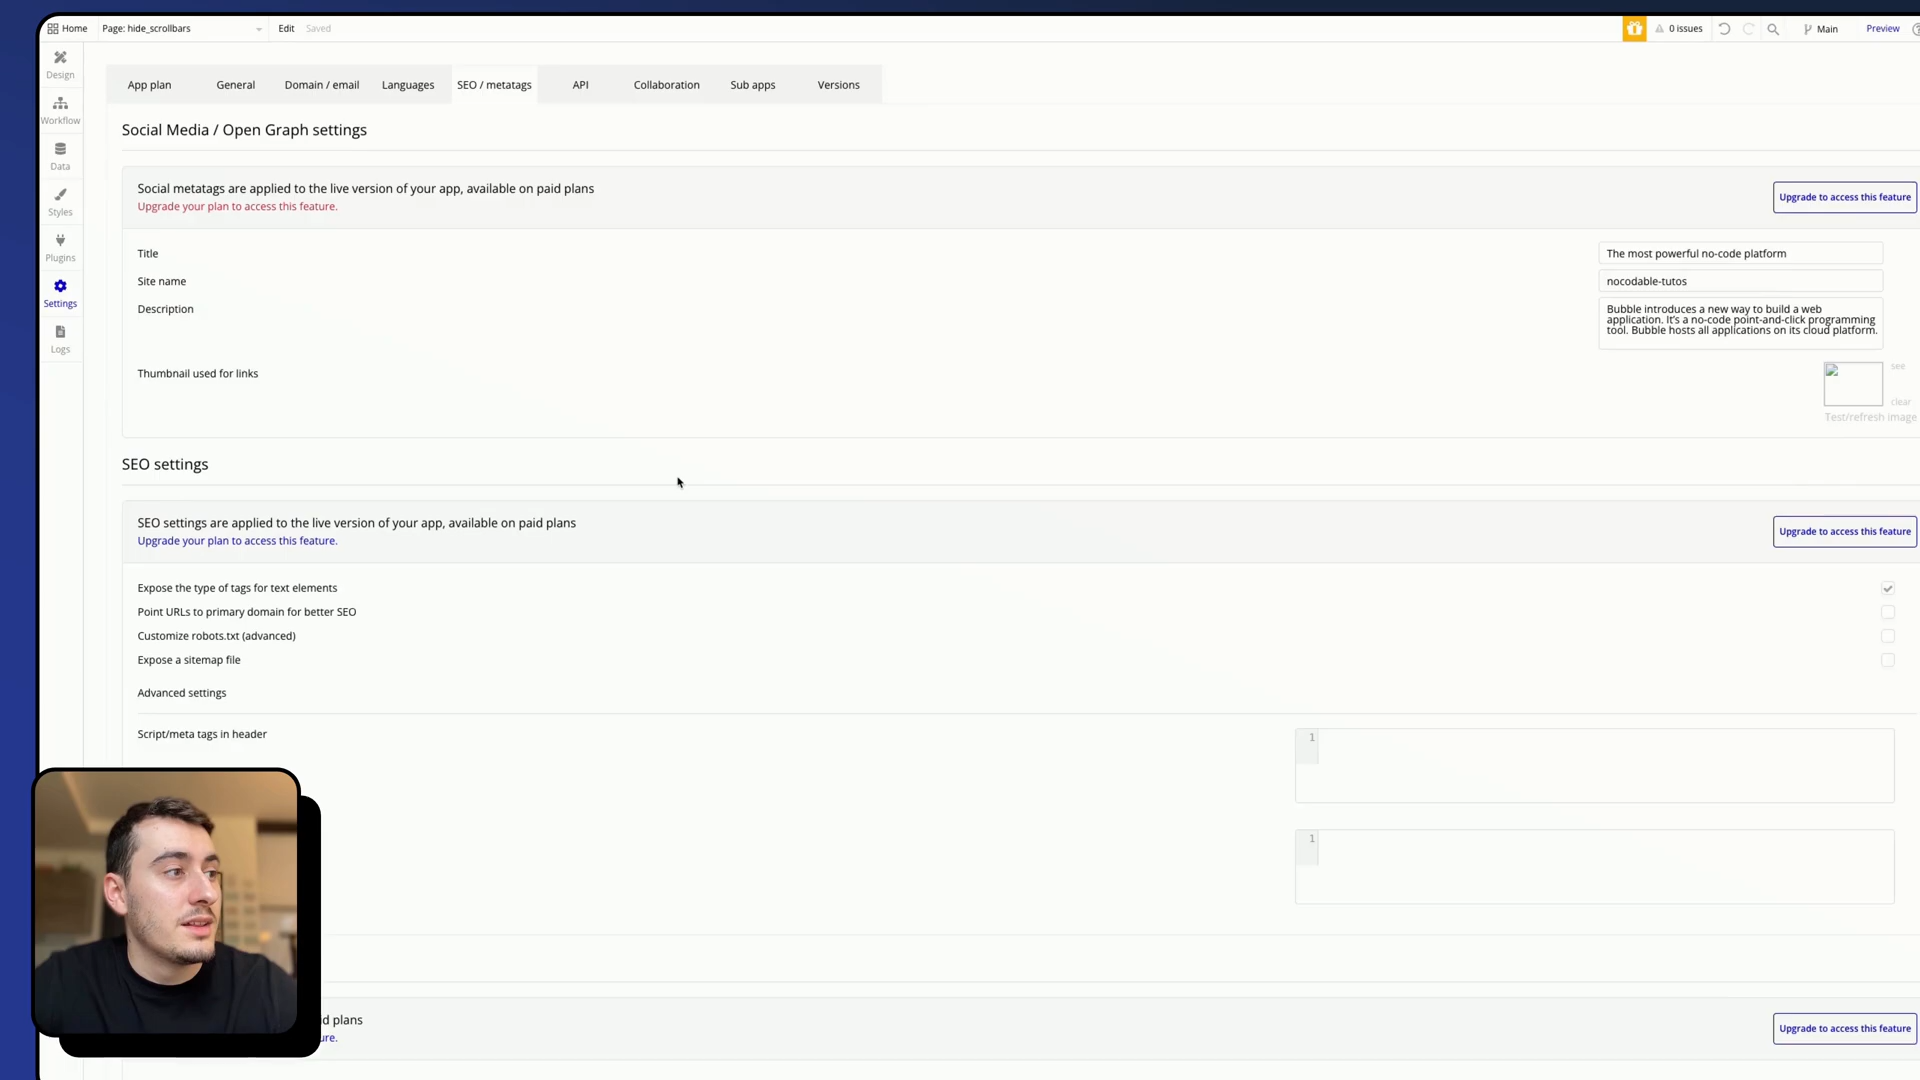 Home
Page: hide_scrollbars
Edit
Saved
0 issues
Main
Preview
Design
Workflow
Data
Styles
Plugins
Settings
Logs
App plan
General
Domain / email
Languages
SEO / metatags
API
Collaboration
Sub apps
Versions
Social Media / Open Graph settings
Social metatags are applied to the live version of your app, available on paid plans
Upgrade your plan to access this feature.
Upgrade to access this feature
Title
The most powerful no-code platform
Site name
nocodable-tutos
Description
Bubble introduces a new way to build a web
application. It's a no-code point-and-click programming
tool. Bubble hosts all applications on its cloud platform.
Thumbnail used for links
see
clear
Test/refresh image
SEO settings
SEO settings are applied to the live version of your app, available on paid plans
Upgrade your plan to access this feature.
Upgrade to access this feature
Expose the type of tags for text elements
Point URLs to primary domain for better SEO
Customize robots.txt (advanced)
Expose a sitemap file
Advanced settings
Script/meta tags in header
1
1
id plans
ure.
Upgrade to access this feature